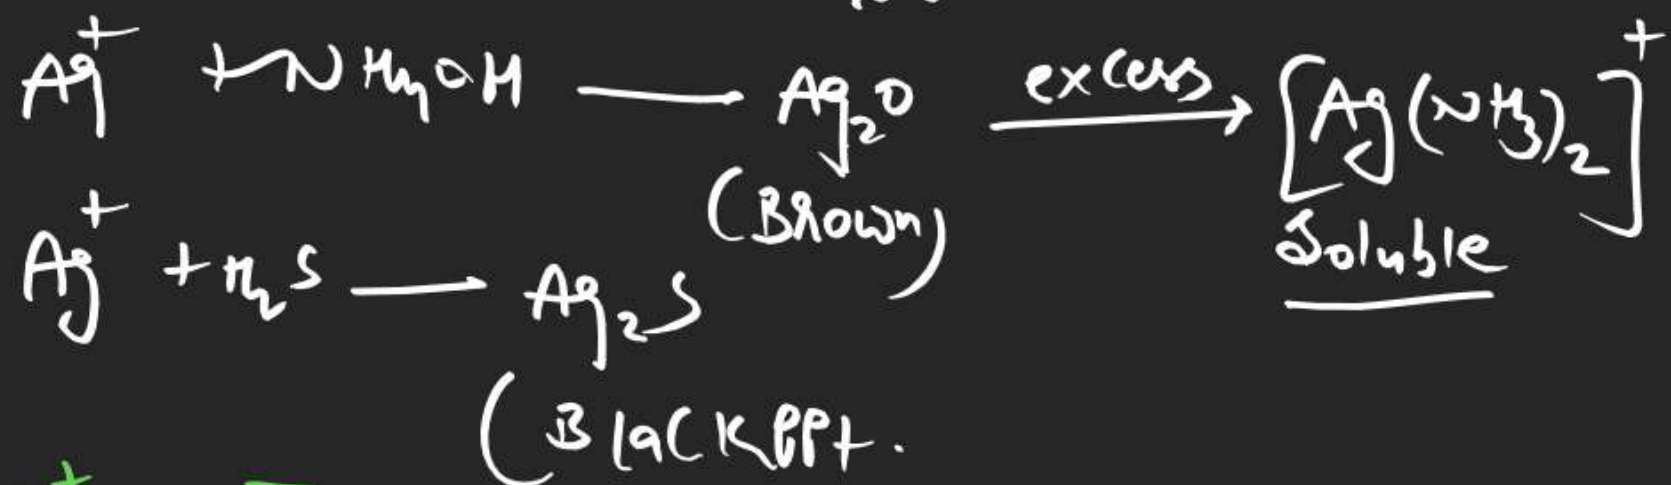 Ag⁺ + NH₄OH — Ag₂O excess → [Ag(NH₃)₂]⁺
(Brown)
Soluble
Ag⁺ + H₂S — Ag₂S
(Black PPt.